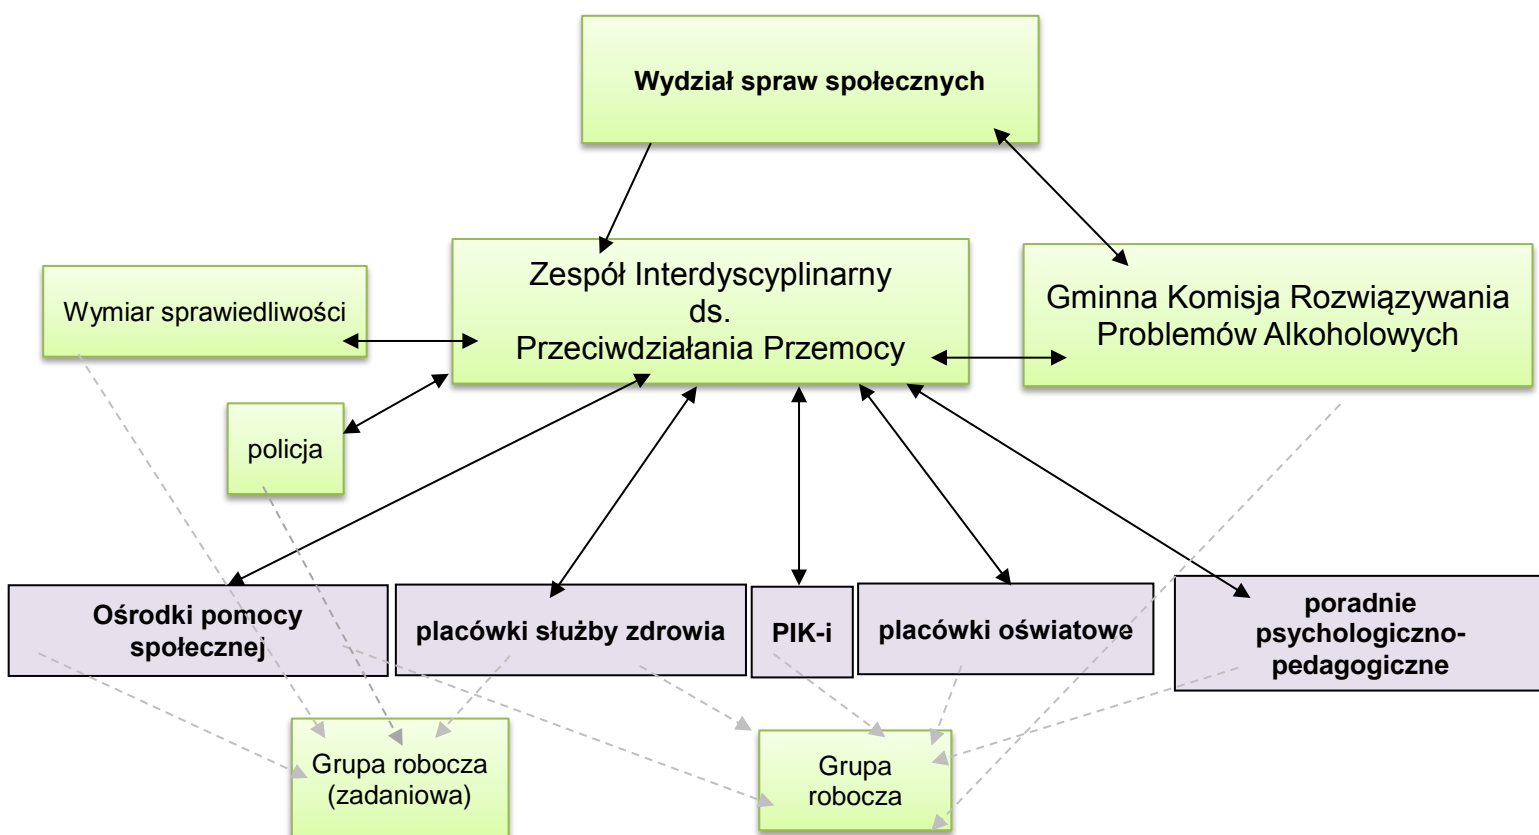 Wydział spraw społecznych
Zespół Interdyscyplinarny
ds.
Przeciwdziałania Przemocy
Gminna Komisja Rozwiązywania
Problemów Alkoholowych
Wymiar sprawiedliwości
policja
Ośrodki pomocy
społecznej
placówki służby zdrowia
PIK-i
placówki oświatowe
poradnie
psychologiczno-
pedagogiczne
Grupa robocza
(zadaniowa)
Grupa
robocza